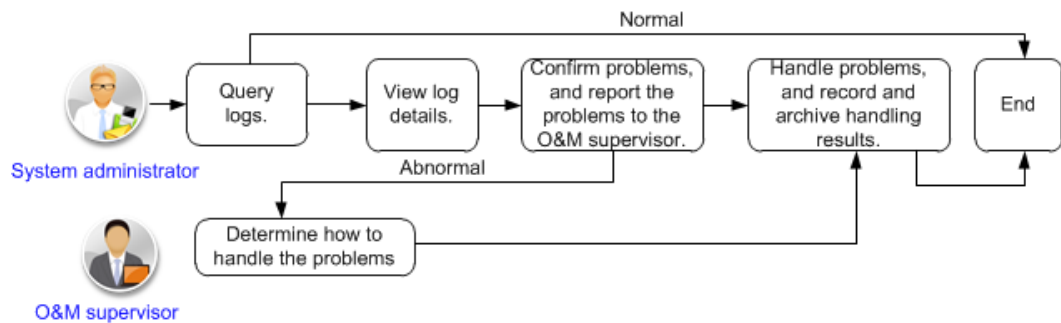 Normal
Query
logs.
View log
details.
Confirm problems,
and report the
problems to the
O&M supervisor.
Handle problems,
and record and
archive handling
results.
End
System administrator
Abnormal
Determine how to
handle the problems
O&M supervisor